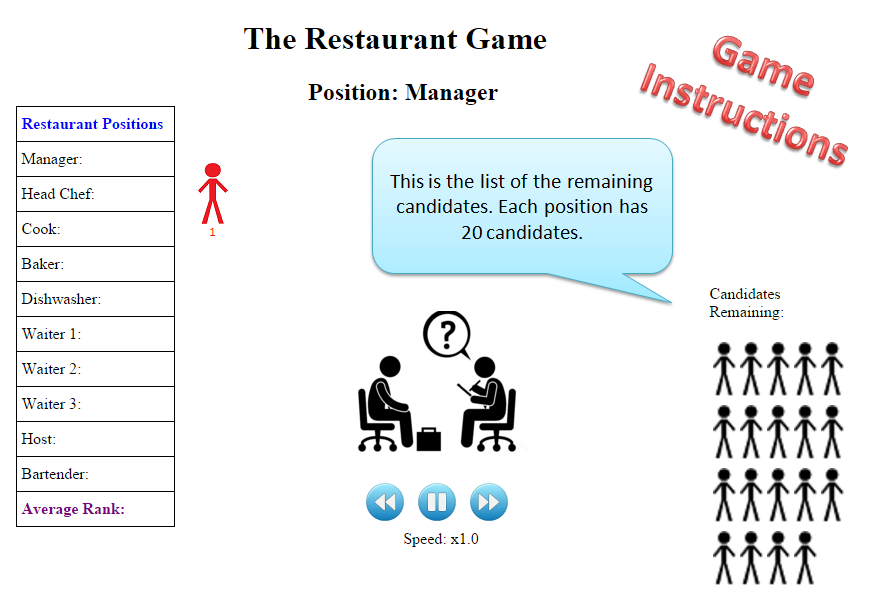 The Restaurant Game
Game
Instructions
Position: Manager
Restaurant Positions
Manager:
Head Chef:
Cook:
Baker:
Dishwasher:
Waiter 1:
Waiter 2:
Waiter 3:
Host:
Bartender:
Average Rank:
1
This is the list of the remaining
candidates. Each position has
20 candidates.
?
Speed: x1.0
Candidates
Remaining: